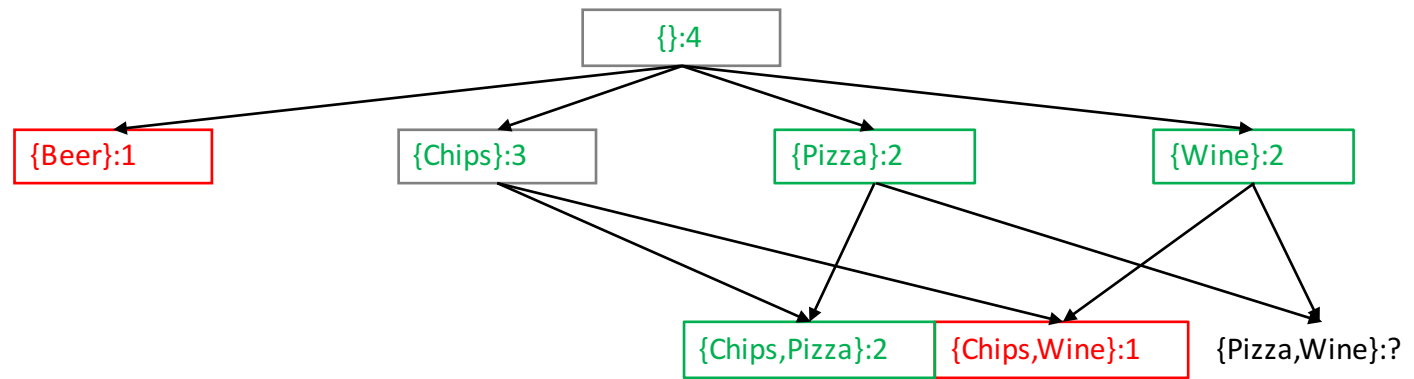 {}:4
{Beer}:1
{Chips}:3
{Pizza}:2
{Wine}:2
{Chips,Pizza}:2
{Chips,Wine}:1
{Pizza,Wine}:?